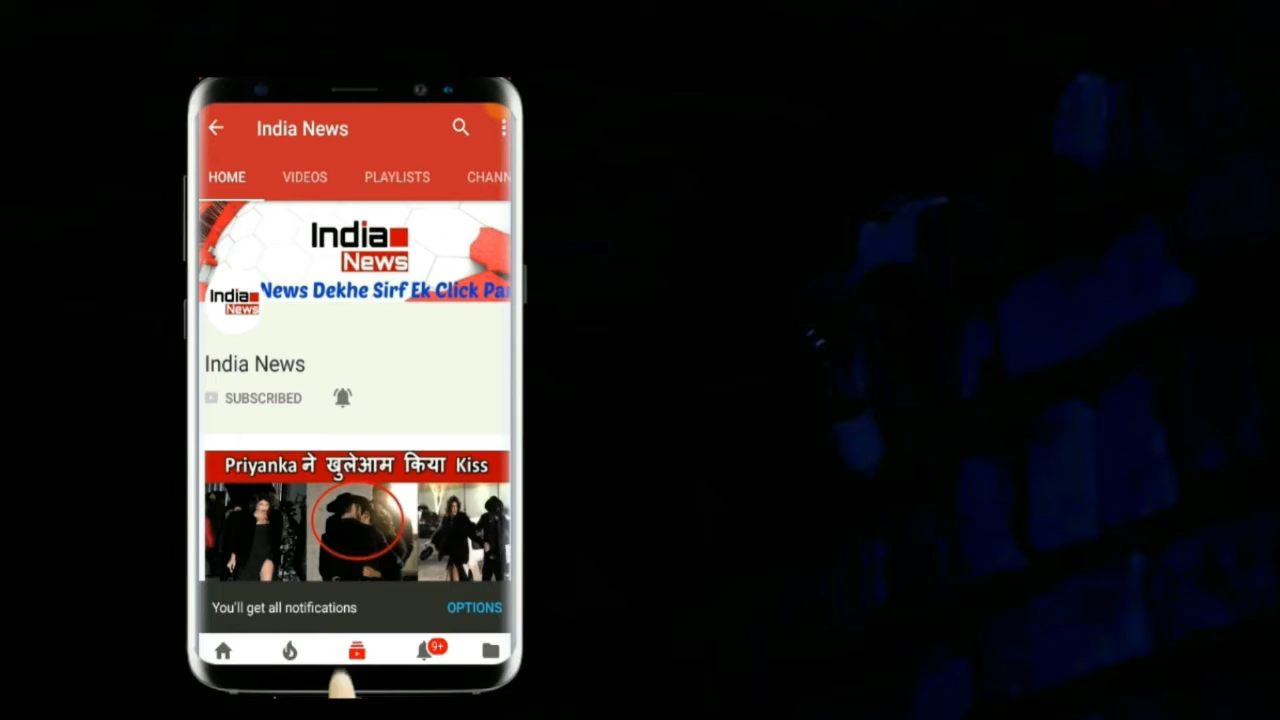 India News
HOME VIDEOS PLAYLISTS CHANN
India
News
News Dekhe Sirf Ek Click Par
India
News
India News
SUBSCRIBED
Priyanka ने खुलेआम किया Kiss
You'll get all notifications OPTIONS
9+